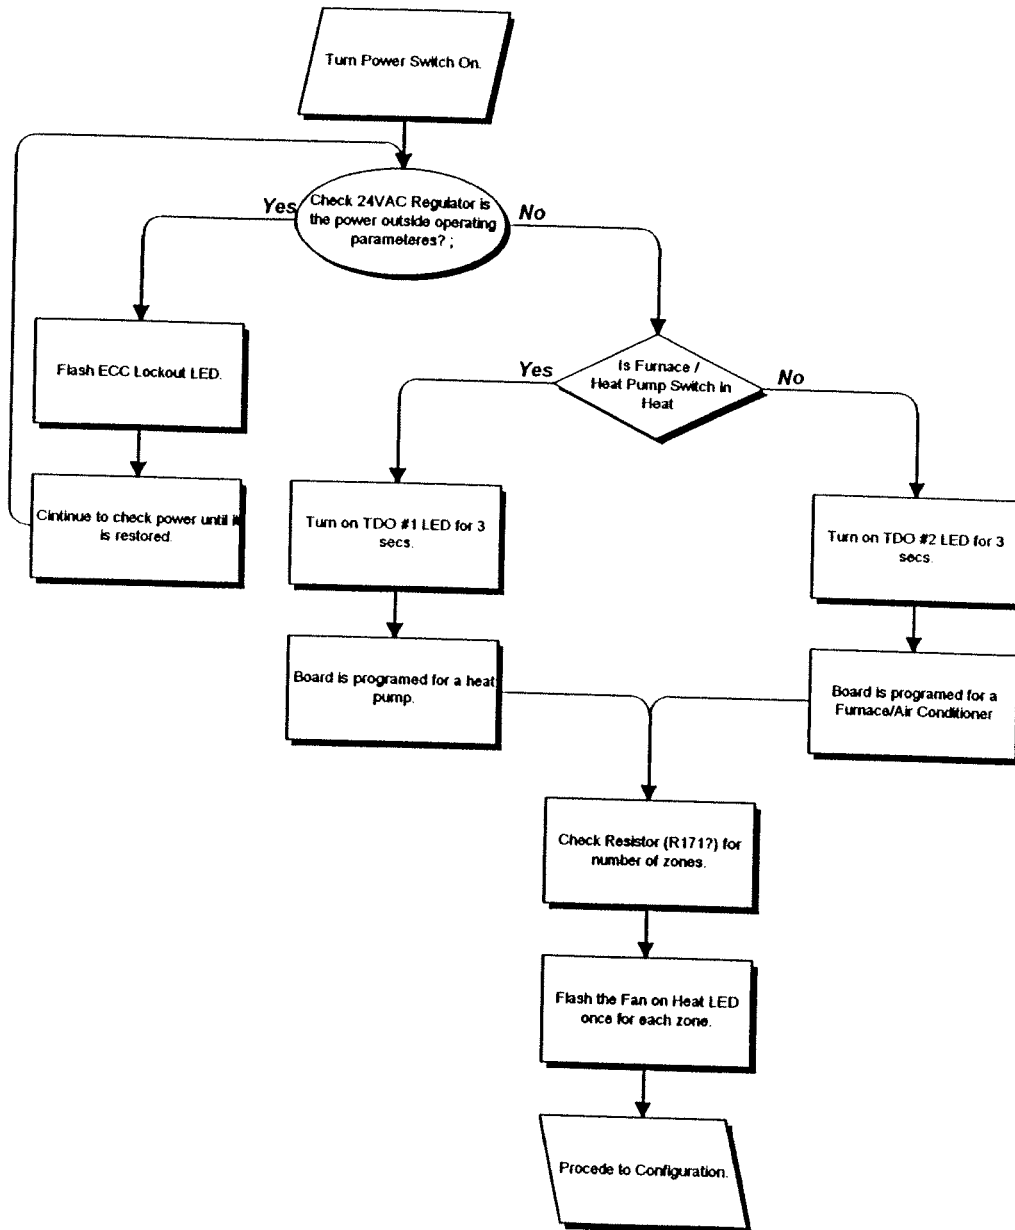 Turn Power Switch On.
Check 24VAC Regulator is
the power outside operating
parameteres? ;
Yes
No
Flash ECC Lockout LED.
Cintinue to check power until it
is restored.
Is Furnace /
Heat Pump Switch in
Heat
Yes
No
Turn on TDO #1 LED for 3
secs.
Turn on TDO #2 LED for 3
secs.
Board is programed for a heat
pump.
Board is programed for a
Furnace/Air Conditioner
Check Resistor (R171?) for
number of zones.
Flash the Fan on Heat LED
once for each zone.
Procede to Configuration.